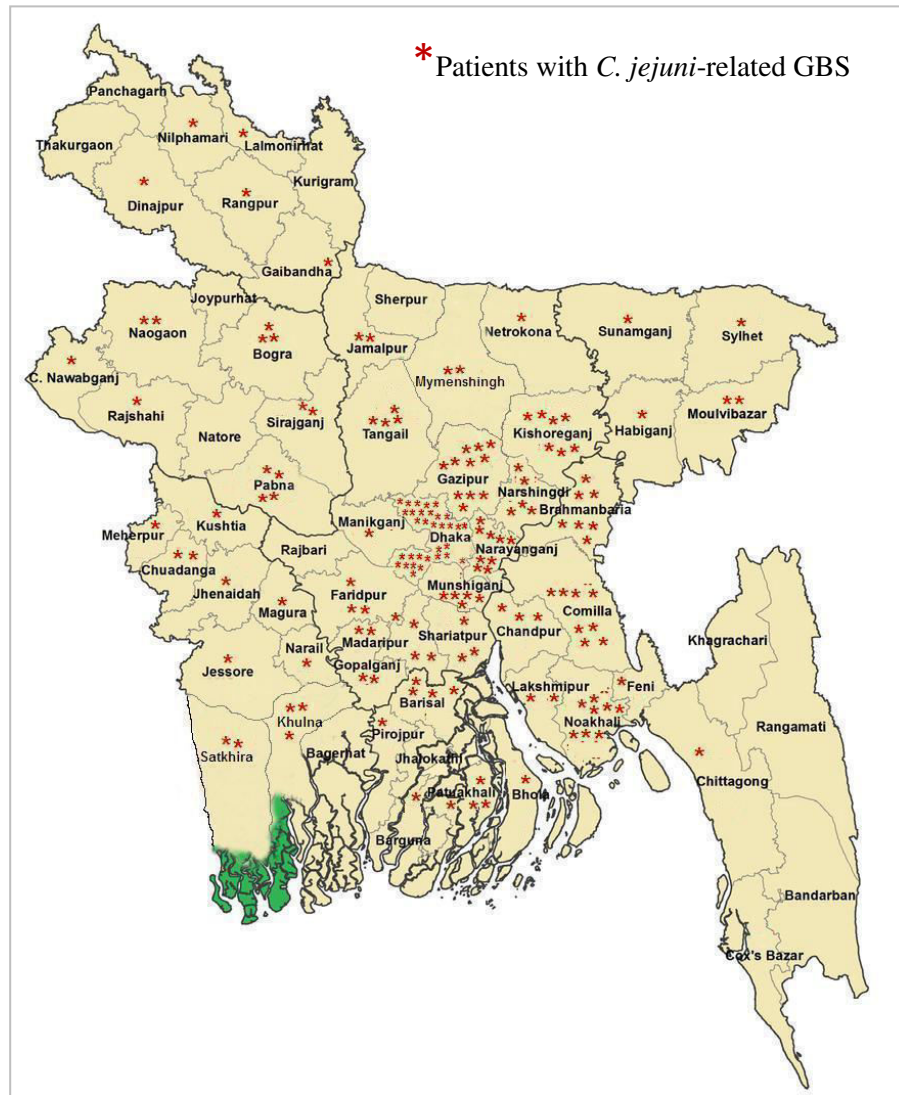 *Patients with C. jejuni-related GBS
Panchagarh
Thakurgaon
Nilphamari
Lalmonirhat
Kurigram
Dinajpur
Rangpur
Gaibandha
Joypurhat
Sherpur
Naogaon
Bogra
Jamalpur
Netrokona
Sunamganj
Sylhet
C. Nawabganj
Mymenshingh
Rajshahi
Natore
Sirajganj
Tangail
Kishoreganj
Habiganj
Moulvibazar
Gazipur
Pabna
Narshingdi
Brahmanbaria
Manikganj
Kushtia
Meherpur
Dhaka
Rajbari
Narayanganj
Chuadanga
Jhenaidah
Munshiganj
Faridpur
Magura
Comilla
Madaripur
Shariatpur
Chandpur
Khagrachari
Narail
Jessore
Gopalganj
Lakshmipur
Feni
Barisal
Khulna
Noakhali
Rangamati
Pirojpur
Satkhira
Bagerhat
Jhalokathi
Chittagong
Patuakhali
Bhola
Barguna
Bandarban
Cox's Bazar